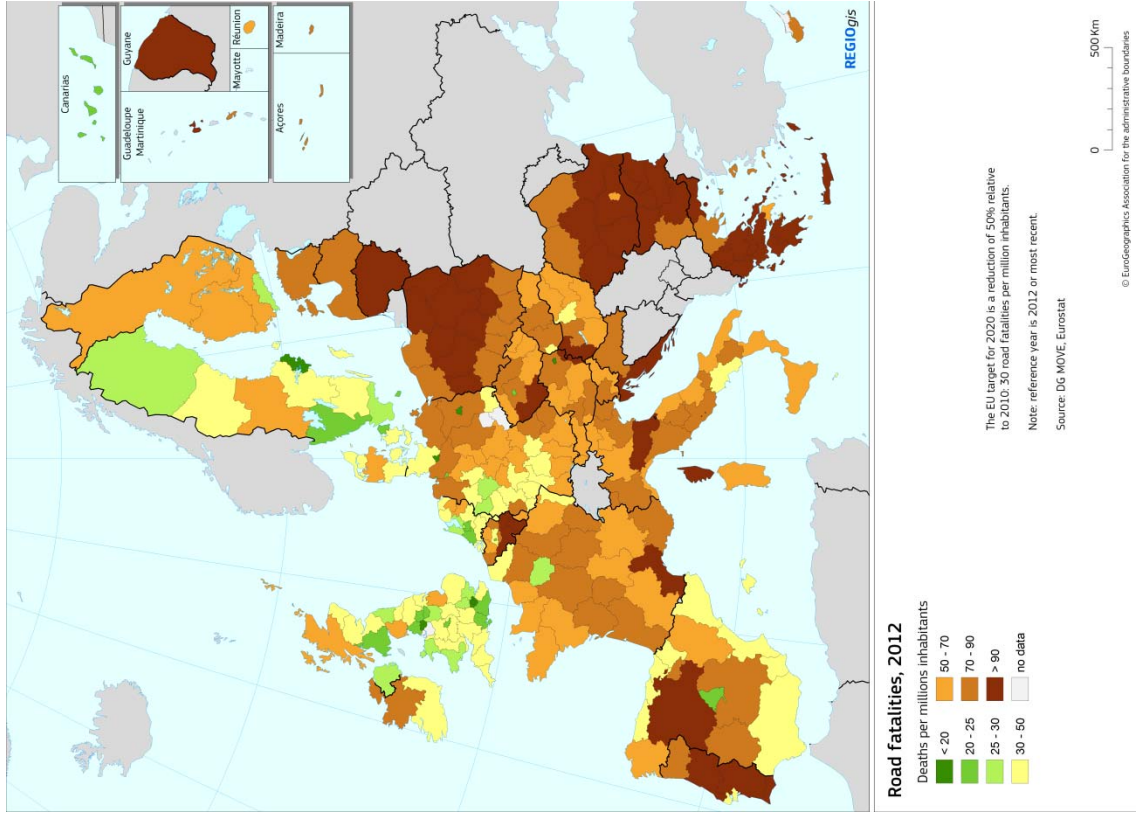 Canarias
Guadeloupe
Martinique
Guyane
Mayotte
Réunion
Açores
Madeira
REGIOgis
Road fatalities, 2012
Deaths per millions inhabitants
< 20
20 - 25
25 - 30
30 - 50
50 - 70
70 - 90
> 90
no data
The EU target for 2020 is a reduction of 50% relative
to 2010: 30 road fatalities per million inhabitants.
Note: reference year is 2012 or most recent.
Source: DG MOVE, Eurostat
0 500 Km
© EuroGeographics Association for the administrative boundaries